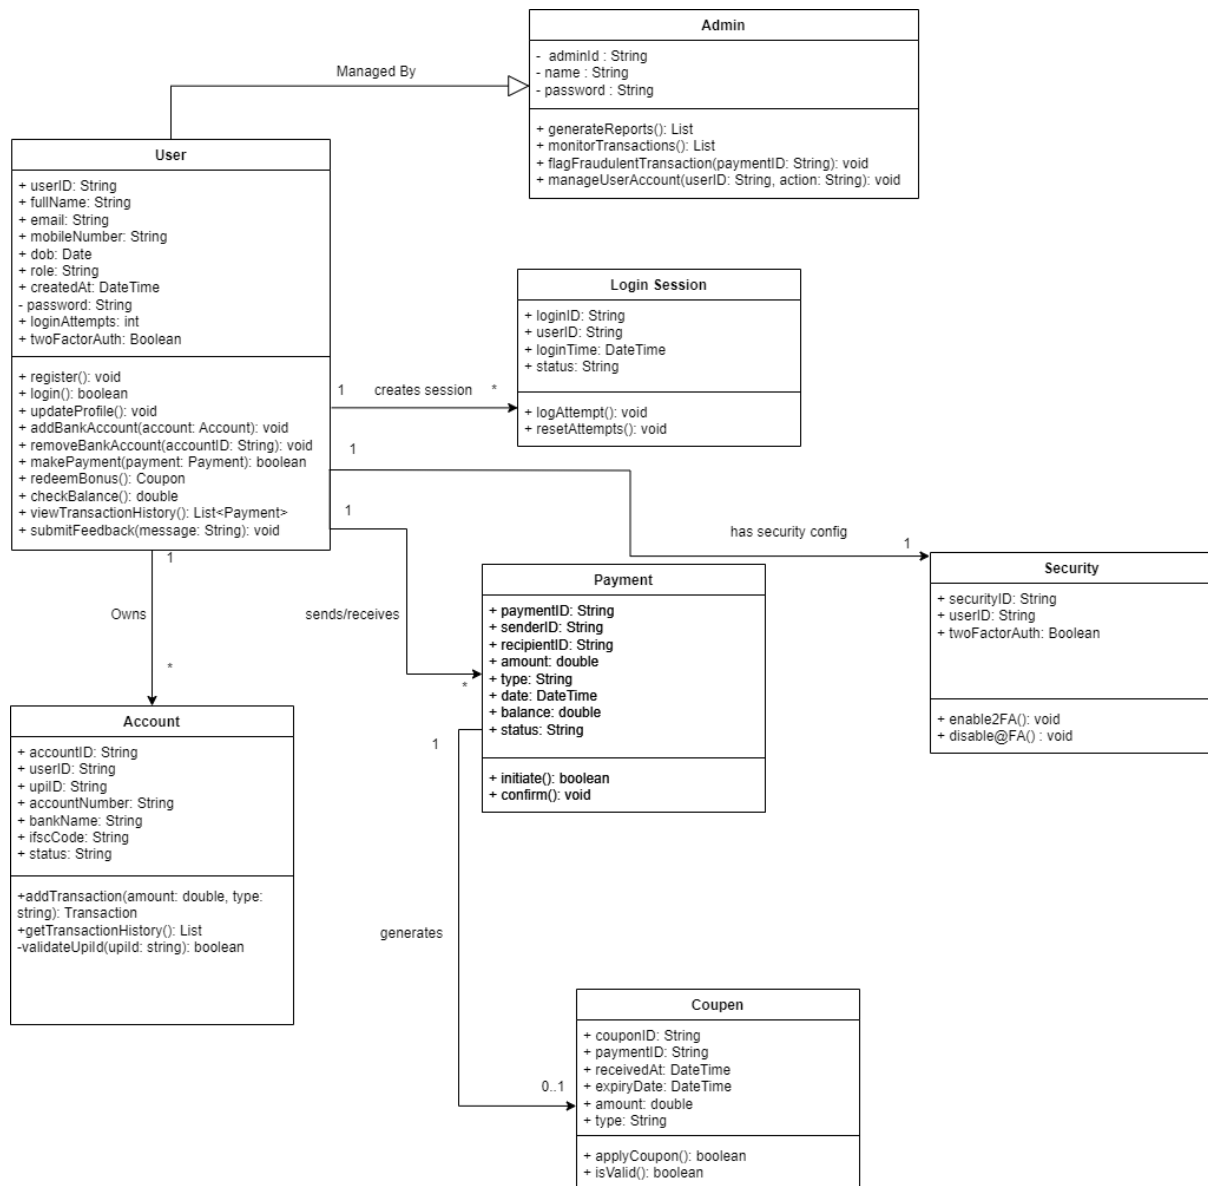 Admin
- adminId : String
- name : String
- password : String
+ generateReports(): List
+ monitorTransactions(): List
+ flagFraudulentTransaction(paymentID: String): void
+ manageUserAccount(userID: String, action: String): void
Managed By
User
+ userID: String
+ fullName: String
+ email: String
+ mobileNumber: String
+ dob: Date
+ role: String
+ createdAt: DateTime
- password: String
+ loginAttempts: int
+ twoFactorAuth: Boolean
+ register(): void
+ login(): boolean
+ updateProfile(): void
+ addBankAccount(account: Account): void
+ removeBankAccount(accountID: String): void
+ makePayment(payment: Payment): boolean
+ redeemBonus(): Coupon
+ checkBalance(): double
+ viewTransactionHistory(): List<Payment>
+ submitFeedback(message: String): void
Login Session
+ loginID: String
+ userID: String
+ loginTime: DateTime
+ status: String
+ logAttempt(): void
+ resetAttempts(): void
1 creates session *
1
has security config
1
Security
+ securityID: String
+ userID: String
+ twoFactorAuth: Boolean
+ enable2FA(): void
+ disable@FA() : void
1
sends/receives
*
Payment
+ paymentID: String
+ senderID: String
+ recipientID: String
+ amount: double
+ type: String
+ date: DateTime
+ balance: double
+ status: String
+ initiate(): boolean
+ confirm(): void
1
Owns
*
Account
+ accountID: String
+ userID: String
+ upiID: String
+ accountNumber: String
+ bankName: String
+ ifscCode: String
+ status: String
+addTransaction(amount: double, type:
string): Transaction
+getTransactionHistory(): List
-validateUpiId(upiId: string): boolean
1
generates
0..1
Coupen
+ couponID: String
+ paymentID: String
+ receivedAt: DateTime
+ expiryDate: DateTime
+ amount: double
+ type: String
+ applyCoupon(): boolean
+ isValid(): boolean